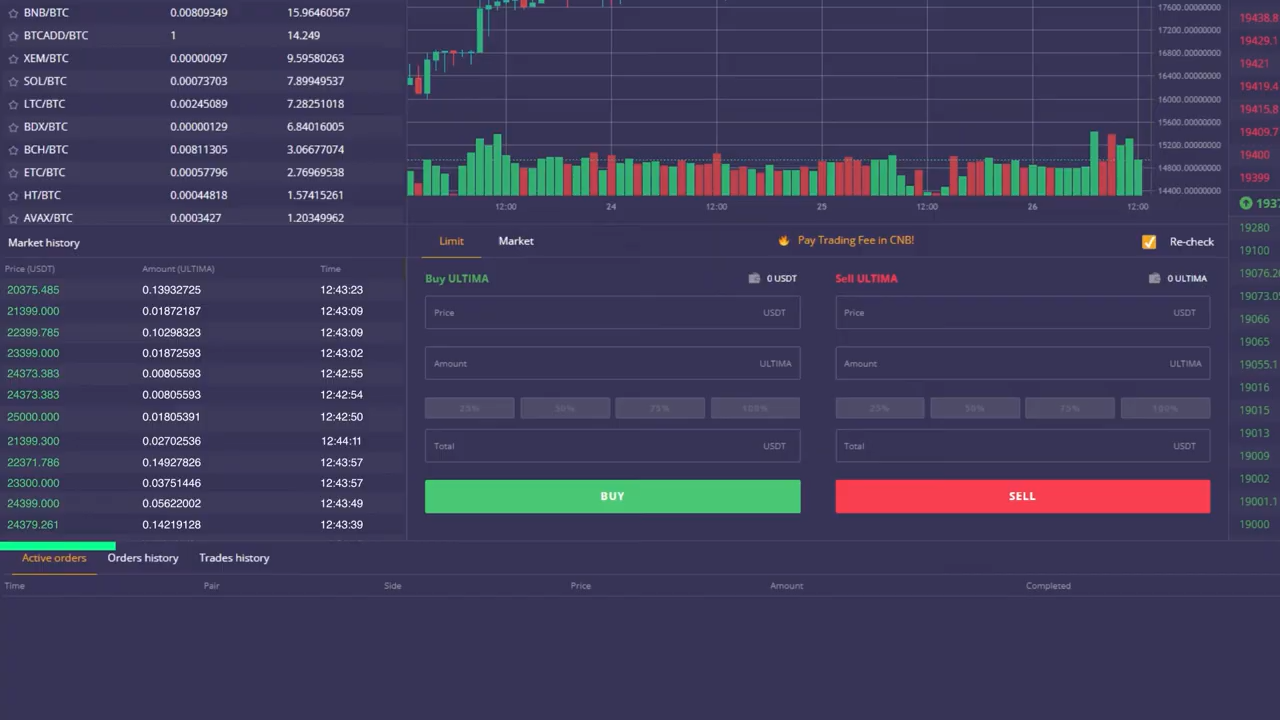 BNB/BTC 0.00809349 15.96460567
BTCADD/BTC 1 14.249
XEM/BTC 0.00000097 9.59580263
SOL/BTC 0.00073703 7.89949537
LTC/BTC 0.00245089 7.28251018
BDX/BTC 0.00000129 6.84016005
BCH/BTC 0.00811305 3.06677074
ETC/BTC 0.00057796 2.76969538
HT/BTC 0.00044818 1.57415261
AVAX/BTC 0.0003427 1.20349962
Market history
Price (USDT) Amount (ULTIMA) Time
20375.485 0.13932725 12:43:23
21399.000 0.01872187 12:43:09
22399.785 0.10298323 12:43:09
23399.000 0.01872593 12:43:02
24373.383 0.00805593 12:42:55
24373.383 0.00805593 12:42:54
25000.000 0.01805391 12:42:50
21399.300 0.02702536 12:44:11
22371.786 0.14927826 12:43:57
23300.000 0.03751446 12:43:57
24399.000 0.05622002 12:43:49
24379.261 0.14219128 12:43:39
17600.00000000
17200.00000000
16800.00000000
16400.00000000
16000.00000000
15600.00000000
15200.00000000
14800.00000000
14400.00000000
12:00 24 12:00 25 12:00 26 12:00
Limit Market Pay Trading Fee in CNB! Re-check
Buy ULTIMA 0 USDT Sell ULTIMA 0 ULTIMA
Price USDT Price USDT
Amount ULTIMA Amount ULTIMA
25% 50% 75% 100% 25% 50% 75% 100%
Total USDT Total USDT
BUY SELL
19438.8
19429.1
19421
19419.4
19415.8
19409.7
19400
19399
1937
19280
19100
19076.20
19073.05
19066
19065
19055.1
19016
19015
19013
19009
19002
19001.1
19000
Active orders Orders history Trades history
Time Pair Side Price Amount Completed